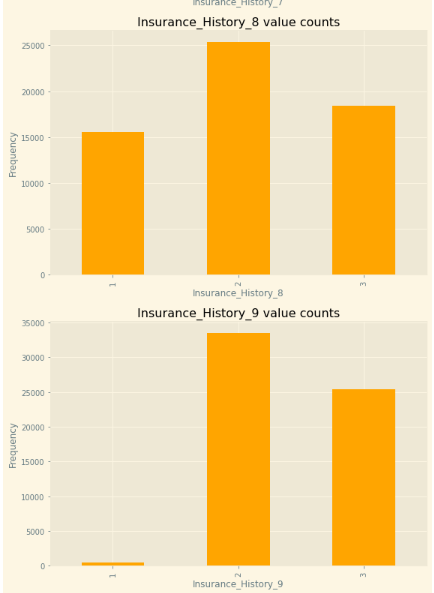 Insurance_History_7
Insurance_History_8 value counts
25000
20000
15000
10000
5000
0
Frequency
1
2
3
Insurance_History_8
Insurance_History_9 value counts
35000
30000
25000
20000
15000
10000
5000
0
Frequency
1
2
3
Insurance_History_9